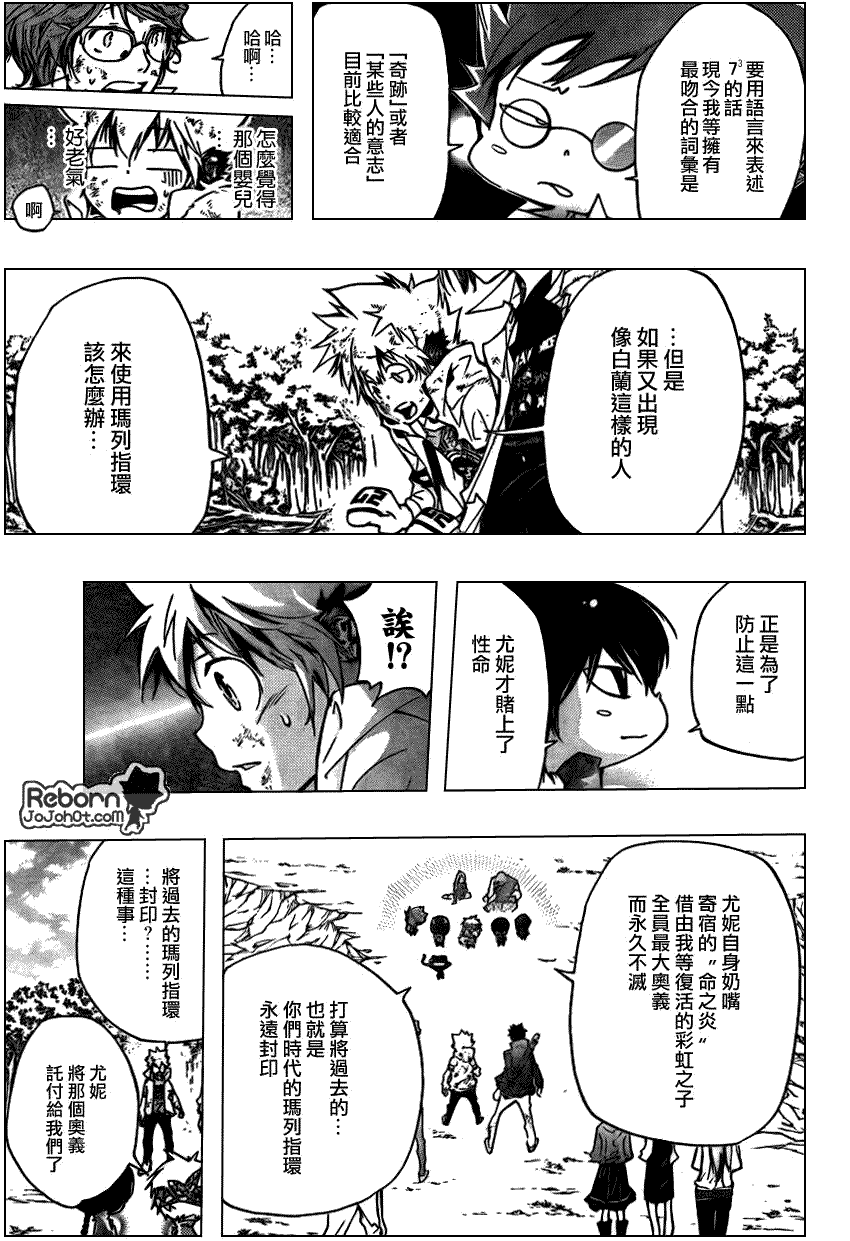 要用語言來表述
7³的話
現今我等擁有
最吻合的詞彙是
「奇跡」或者
「某些人的意志」
目前比較適合
哈…
哈啊…
怎麼覺得
那個嬰兒
好老氣
…
啊
…但是
如果又出現
像白蘭這樣的人
來使用瑪列指環
該怎麼辦…
正是為了
防止這一點
尤妮才賭上了
性命
誒!?
尤妮自身奶嘴
寄宿的〝命之炎〞
借由我等復活的彩虹之子
全員最大奧義
而永久不滅
打算將過去的…
也就是
你們時代的瑪列指環
永遠封印
將過去的瑪列指環
…封印?……
這種事…
尤妮
將那個奧義
託付給我們了
Reborn
JoJoHOt.com